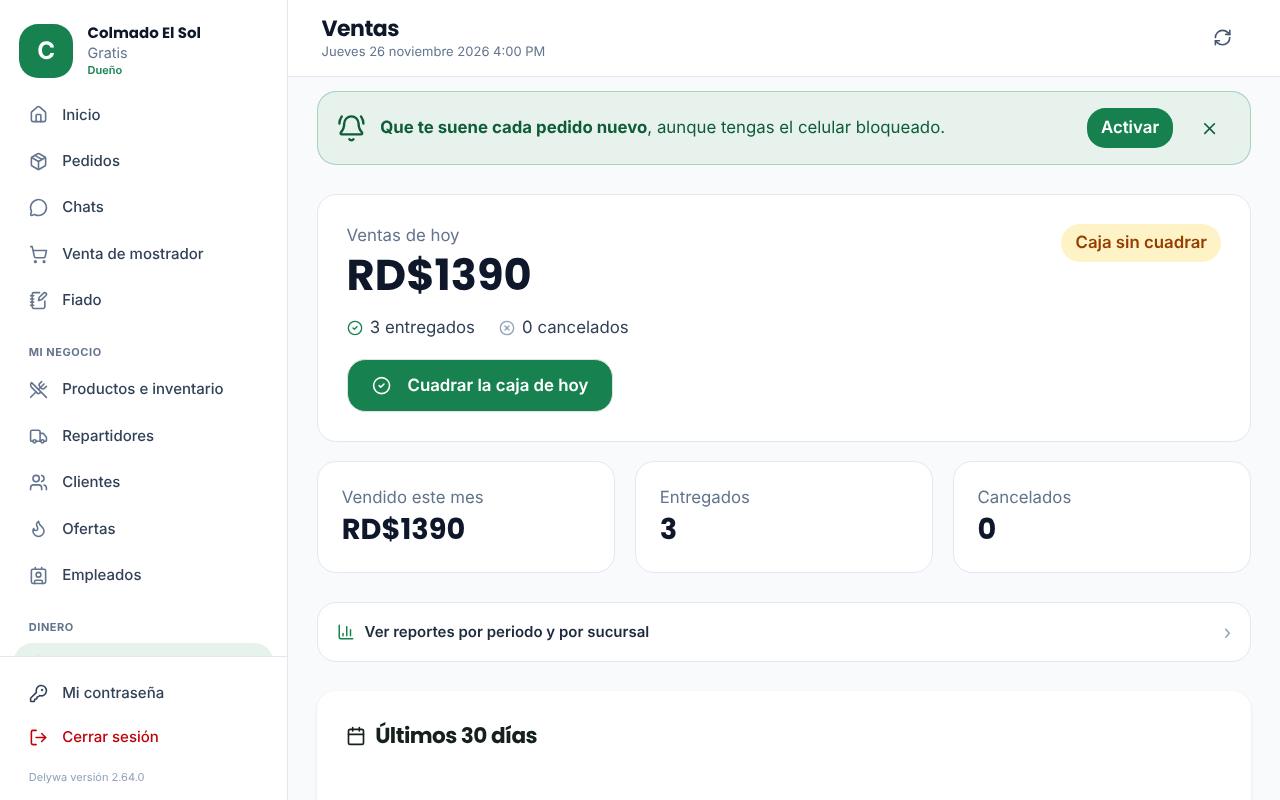 C
Colmado El Sol
Gratis
Dueño
Inicio
Pedidos
Chats
Venta de mostrador
Fiado
MI NEGOCIO
Productos e inventario
Repartidores
Clientes
Ofertas
Empleados
DINERO
Mi contraseña
Cerrar sesión
Delywa versión 2.64.0
Ventas
Jueves 26 noviembre 2026 4:00 PM
Que te suene cada pedido nuevo, aunque tengas el celular bloqueado.
Activar
Ventas de hoy
Caja sin cuadrar
RD$1390
3 entregados 0 cancelados
Cuadrar la caja de hoy
Vendido este mes
RD$1390
Entregados
3
Cancelados
0
Ver reportes por periodo y por sucursal
Últimos 30 días